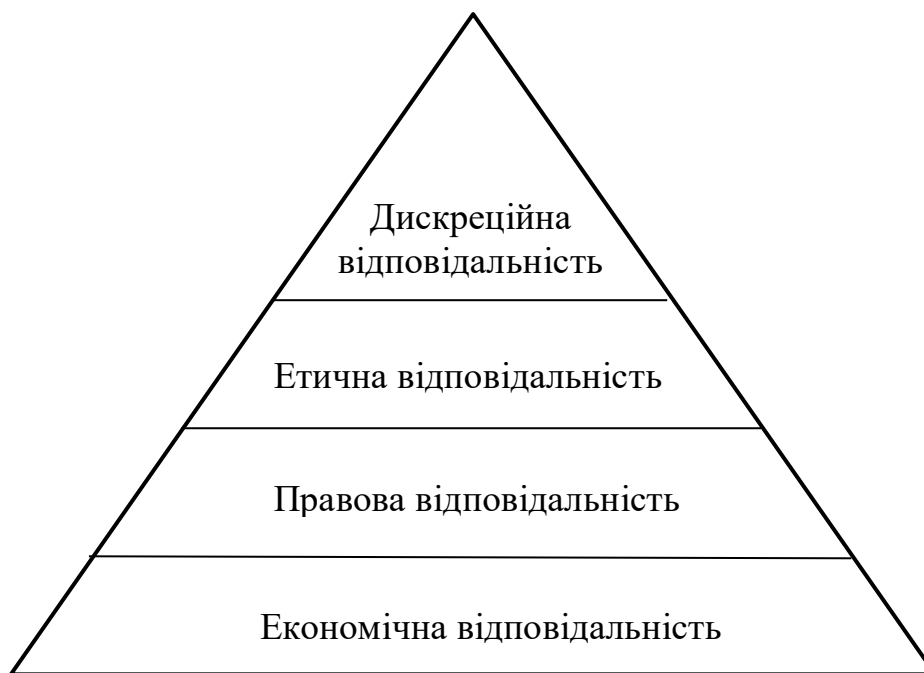 Дискреційна
відповідальність
Етична відповідальність
Правова відповідальність
Економічна відповідальність